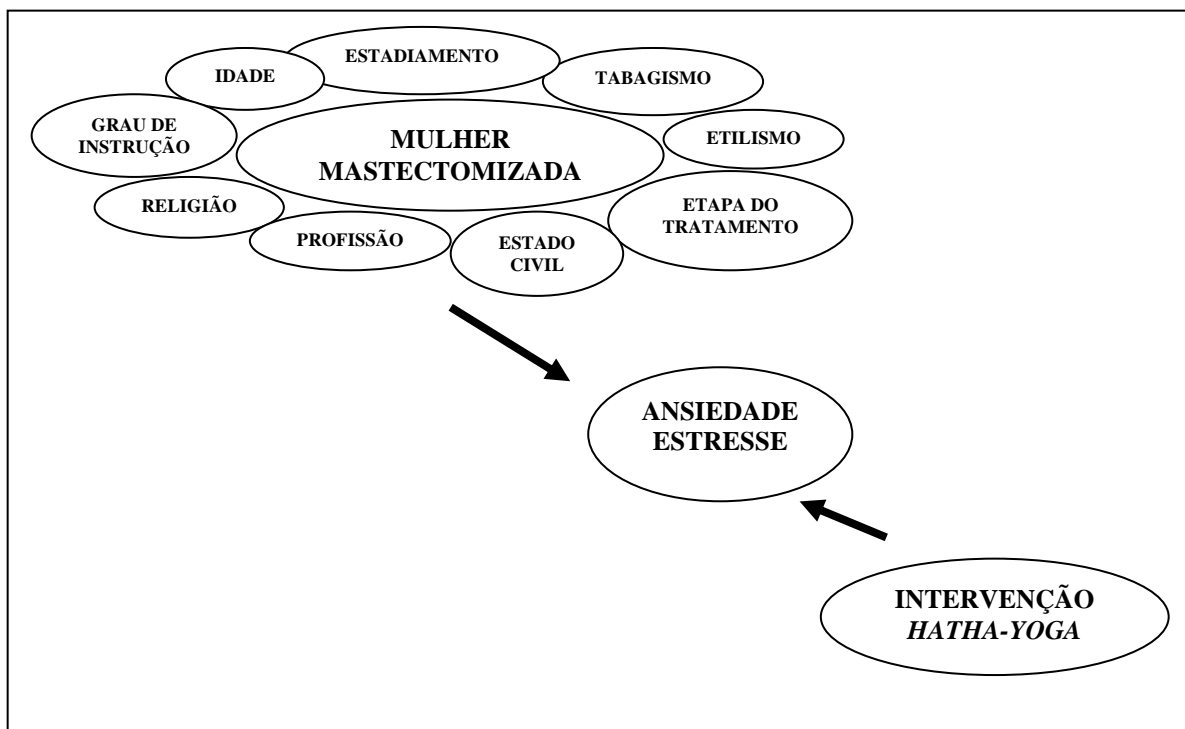 ESTADIAMENTO
IDADE
TABAGISMO
GRAU DE
INSTRUÇÃO
MULHER
MASTECTOMIZADA
ETILISMO
RELIGIÃO
ETAPA DO
TRATAMENTO
PROFISSÃO
ESTADO
CIVIL
ANSIEDADE
ESTRESSE
INTERVENÇÃO
HATHA-YOGA